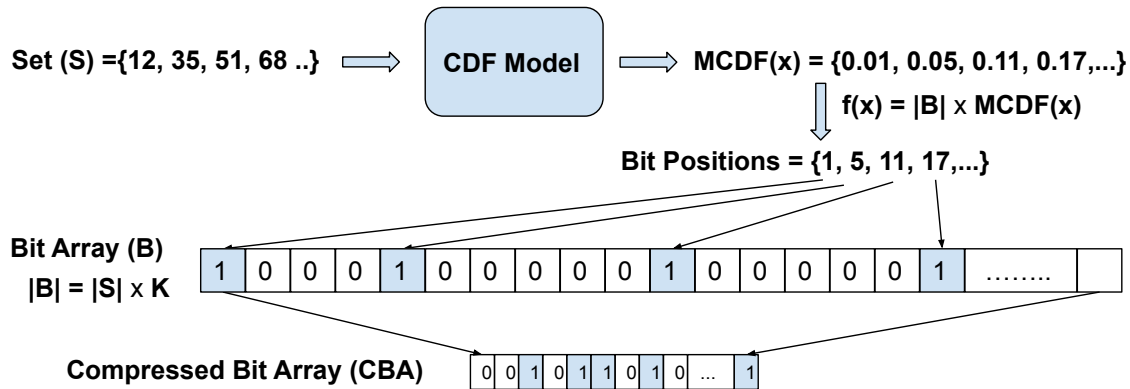 Set (S) ={12, 35, 51, 68 ..}
CDF Model
MCDF(x) = {0.01, 0.05, 0.11, 0.17,...}
f(x) = |B| x MCDF(x)
Bit Positions = {1, 5, 11, 17,...}
Bit Array (B)
|B| = |S| x K
1 0 0 0 1 0 0 0 0 0 1 0 0 0 0 0 1 ........
Compressed Bit Array (CBA)
0 0 1 0 1 1 0 1 0 ... 1